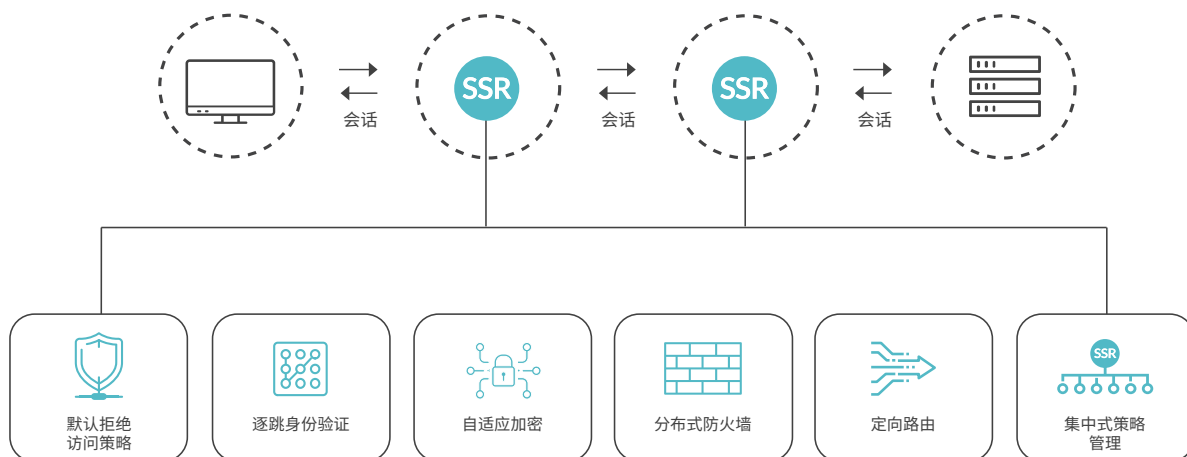 SSR
SSR
会话
会话
会话
SSR
默认拒绝
访问策略
逐跳身份验证
自适应加密
分布式防火墙
定向路由
集中式策略
管理